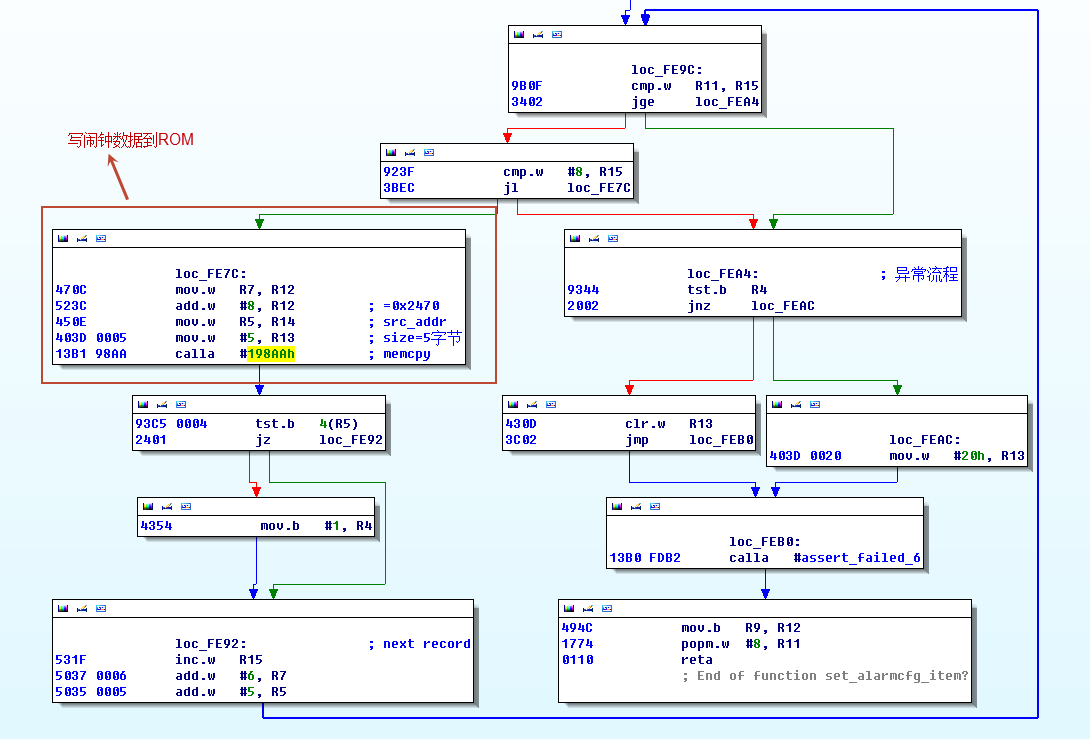 loc_FE9C:
9B0F cmp.w R11, R15
3402 jge loc_FEA4
写闹钟数据到ROM
923F cmp.w #8, R15
3BEC jl loc_FE7C
loc_FE7C:
470C mov.w R7, R12
523C add.w #8, R12 ; =0x2470
450E mov.w R5, R14 ; src_addr
403D 0005 mov.w #5, R13 ; size=5字节
13B1 98AA calla #198AAh ; memcpy
loc_FEA4: ; 异常流程
9344 tst.b R4
2002 jnz loc_FEAC
93C5 0004 tst.b 4(R5)
2401 jz loc_FE92
430D clr.w R13
3C02 jmp loc_FEB0
loc_FEAC:
403D 0020 mov.w #20h, R13
4354 mov.b #1, R4
loc_FEB0:
13B0 FDB2 calla #assert_failed_6
loc_FE92: ; next record
531F inc.w R15
5037 0006 add.w #6, R7
5035 0005 add.w #5, R5
494C mov.b R9, R12
1774 popm.w #8, R11
0110 reta
; End of function set_alarmcfg_item?